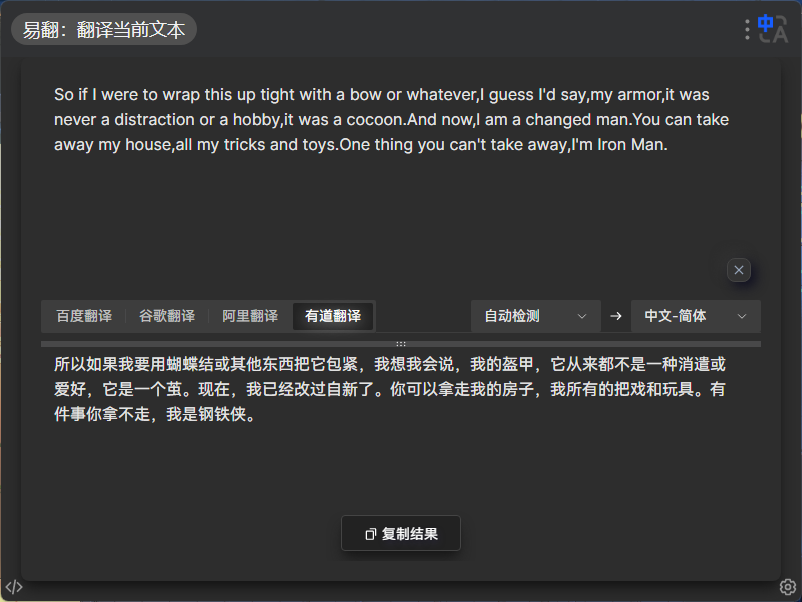 易翻：翻译当前文本
中
A
So if I were to wrap this up tight with a bow or whatever,I guess I'd say,my armor,it was
never a distraction or a hobby,it was a cocoon.And now,I am a changed man.You can take
away my house,all my tricks and toys.One thing you can't take away,I'm Iron Man.
百度翻译 谷歌翻译 阿里翻译 有道翻译 自动检测 → 中文-简体
所以如果我要用蝴蝶结或其他东西把它包紧，我想我会说，我的盔甲，它从来都不是一种消遣或
爱好，它是一个茧。现在，我已经改过自新了。你可以拿走我的房子，我所有的把戏和玩具。有
件事你拿不走，我是钢铁侠。
复制结果